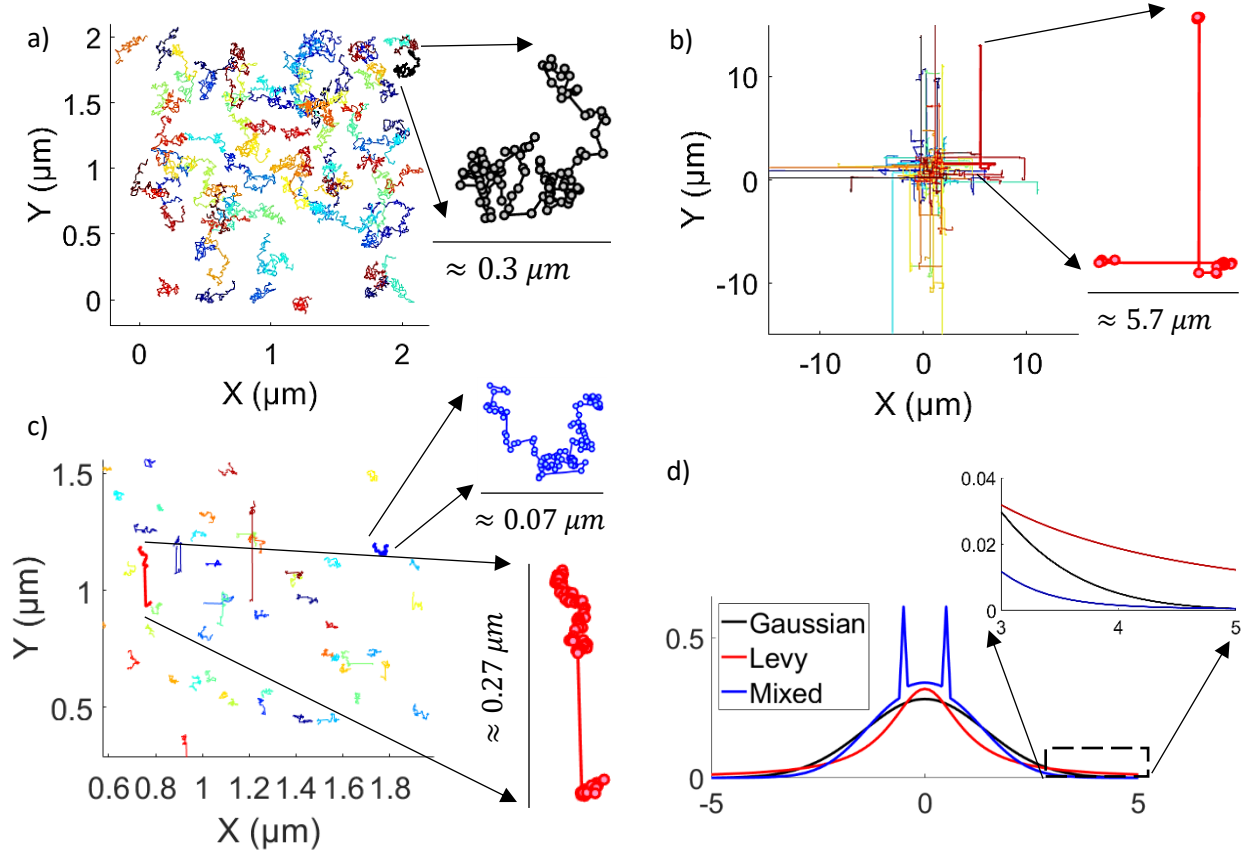 a)
2
1.5
1
0.5
0
Y (µm)
0
1
2
X (µm)
≈ 0.3 µm
b)
10
0
-10
Y (µm)
-10
0
10
X (µm)
≈ 5.7 µm
c)
1.5
1
0.5
Y (µm)
0.6 0.8 1 1.2 1.4 1.6 1.8
X (µm)
≈ 0.07 µm
≈ 0.27 µm
d)
0.04
0.02
0
3
4
5
0.5
0
Gaussian
Levy
Mixed
-5
0
5